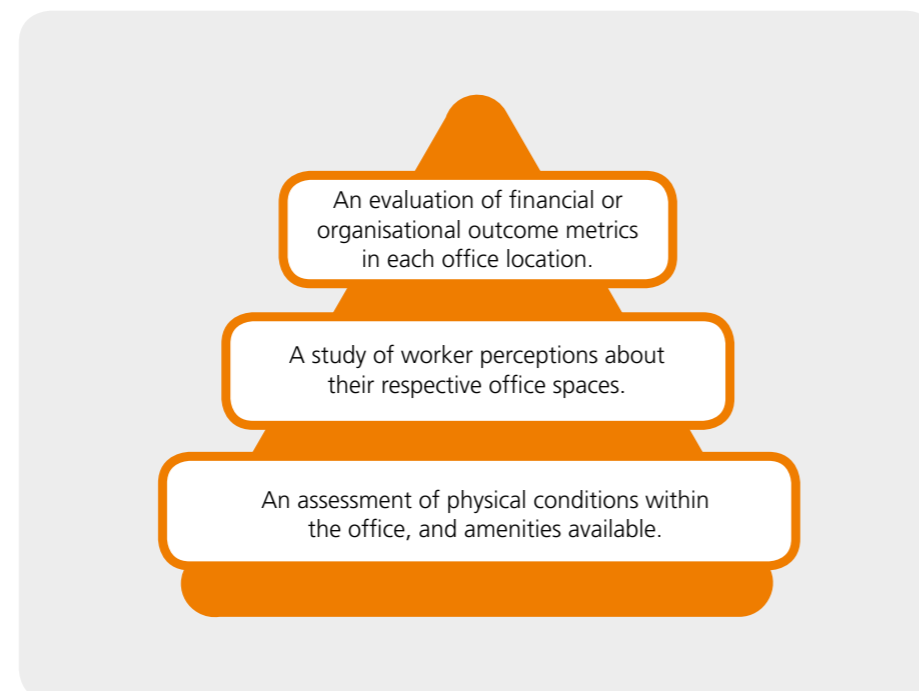 An evaluation of financial or
organisational outcome metrics
in each office location.
A study of worker perceptions about
their respective office spaces.
An assessment of physical conditions within
the office, and amenities available.